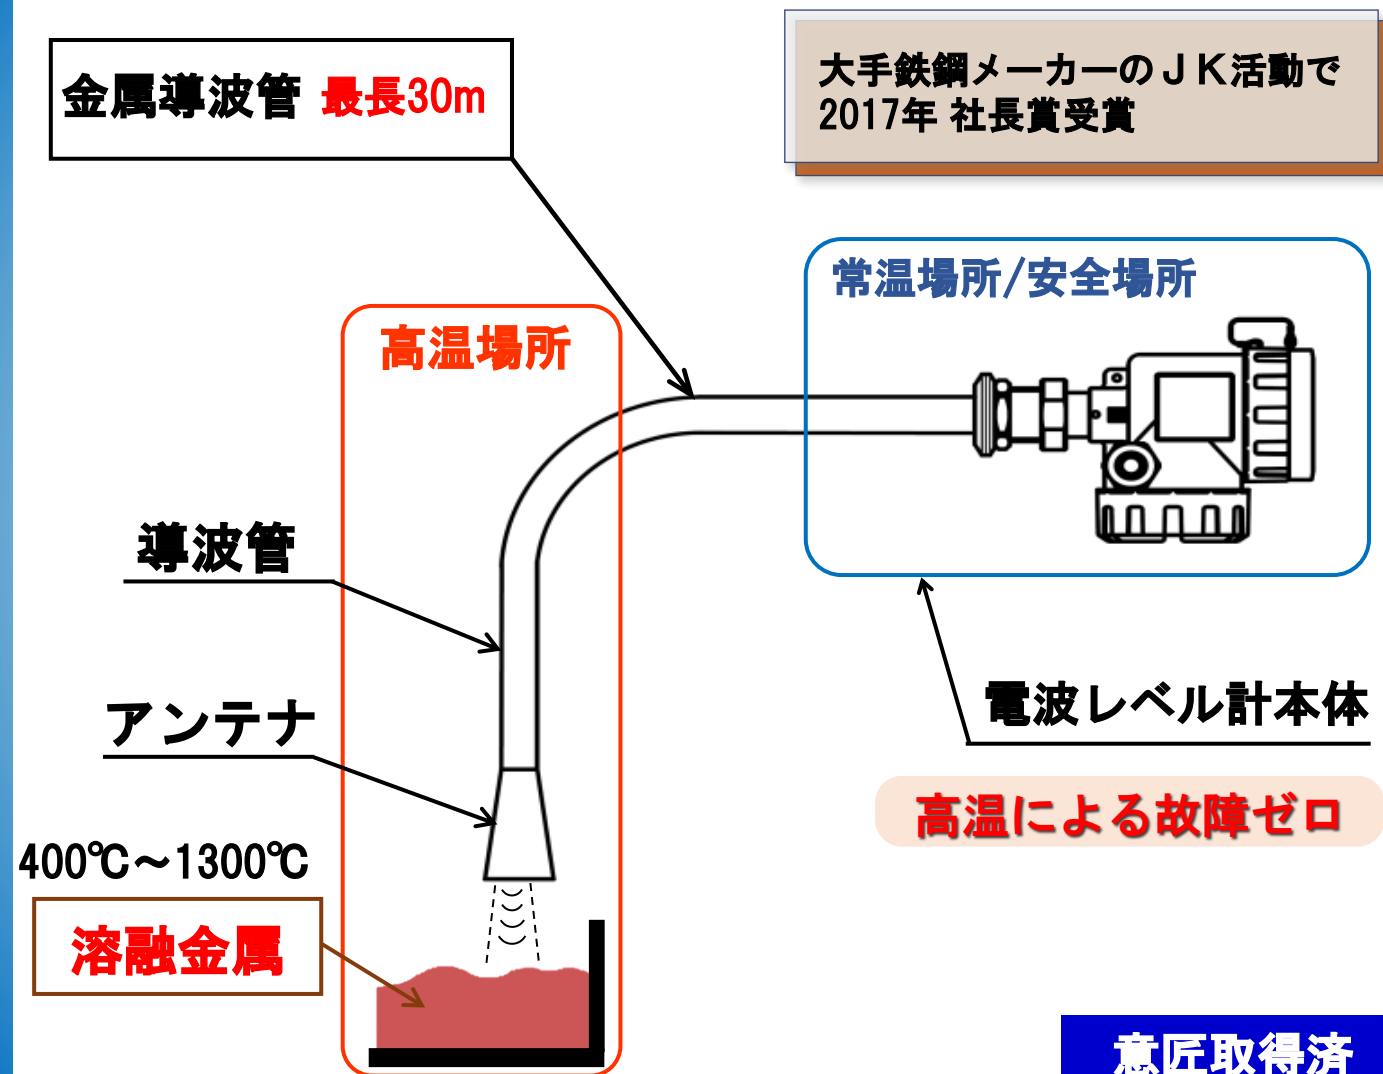 金属導波管 最長30m
大手鉄鋼メーカーのJK活動で
2017年 社長賞受賞
常温場所/安全場所
高温場所
導波管
アンテナ
電波レベル計本体
高温による故障ゼロ
400℃～1300℃
溶融金属
意匠取得済